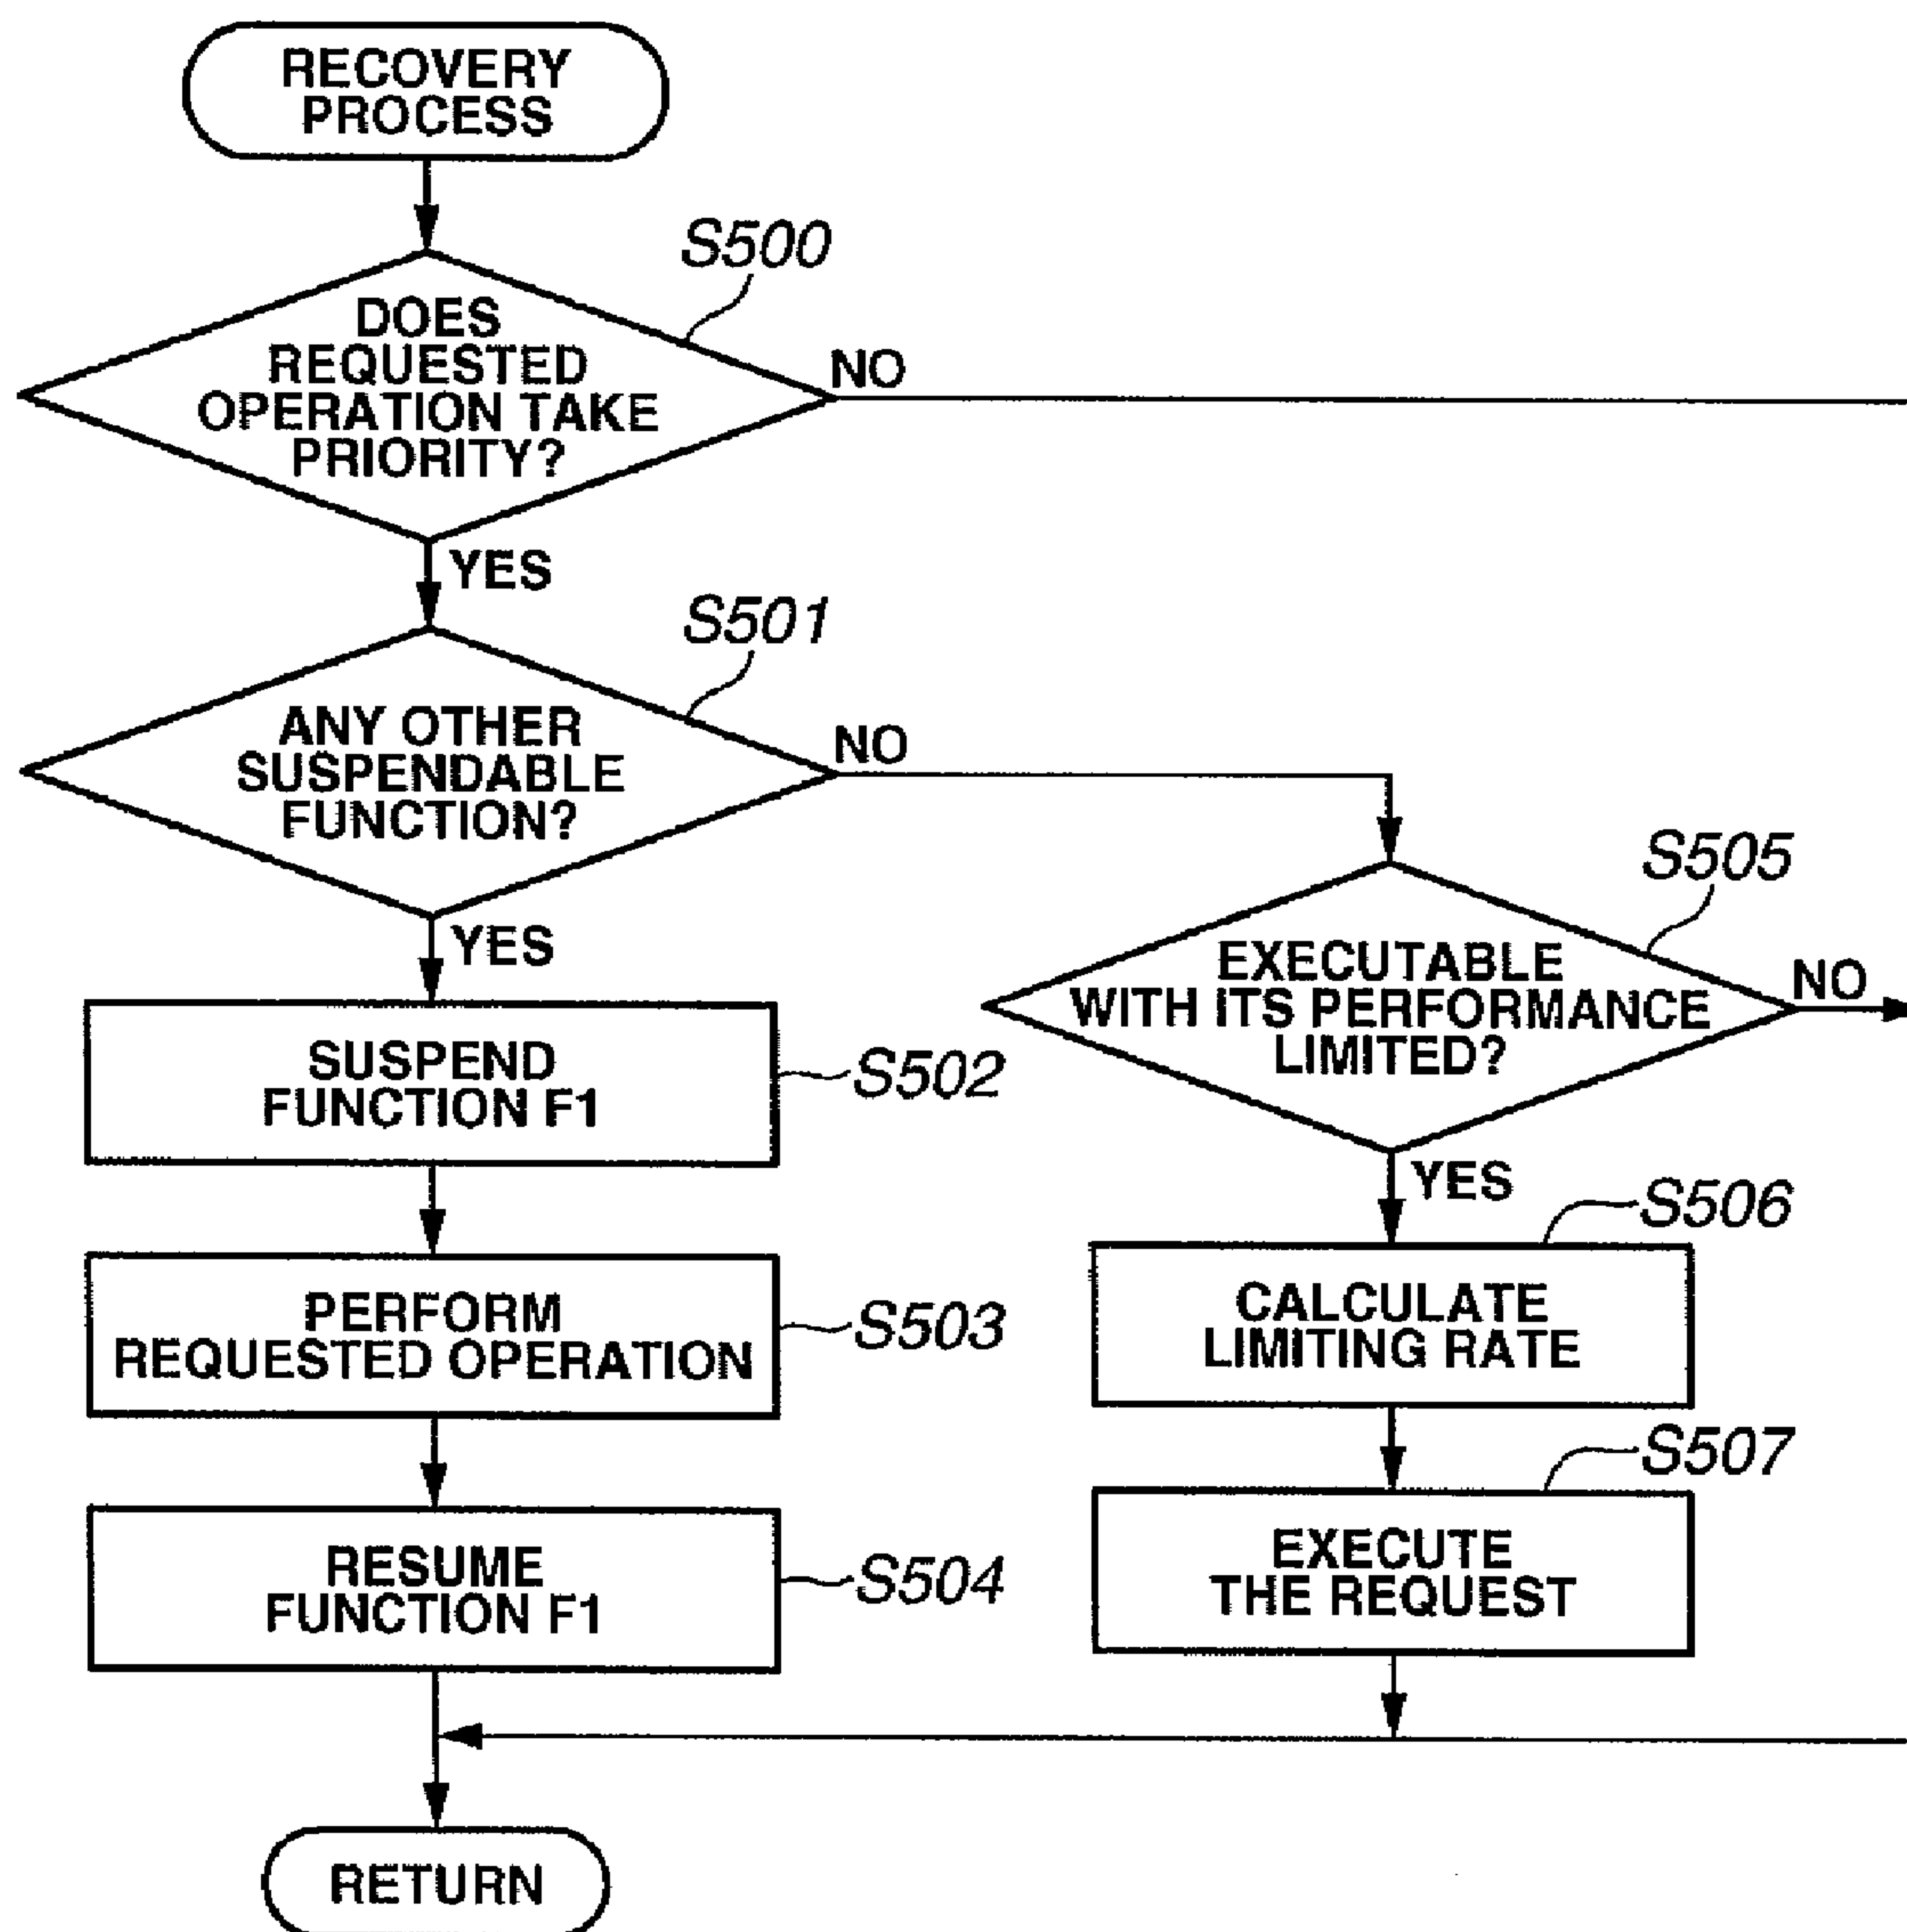 RECOVERY
PROCESS
S500
DOES
REQUESTED
OPERATION TAKE
PRIORITY?
NO
YES
S501
ANY OTHER
SUSPENDABLE
FUNCTION?
NO
YES
S505
EXECUTABLE
WITH ITS PERFORMANCE
LIMITED?
NO
YES
SUSPEND
FUNCTION F1
S502
S506
CALCULATE
LIMITING RATE
PERFORM
REQUESTED OPERATION
S503
S507
EXECUTE
THE REQUEST
RESUME
FUNCTION F1
S504
RETURN